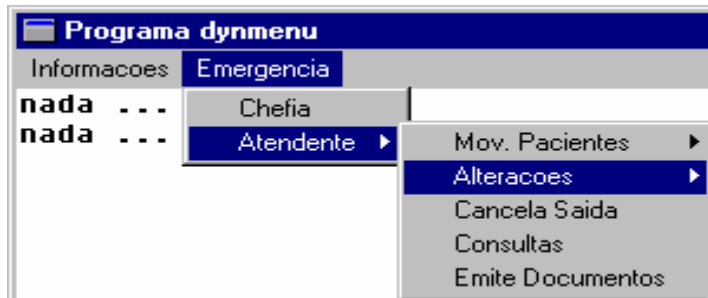 Programa dynmenu
Informacoes Emergencia
nada ...
Chefia
nada ...
Atendente
Mov. Pacientes
Alteracoes
Cancela Saida
Consultas
Emite Documentos